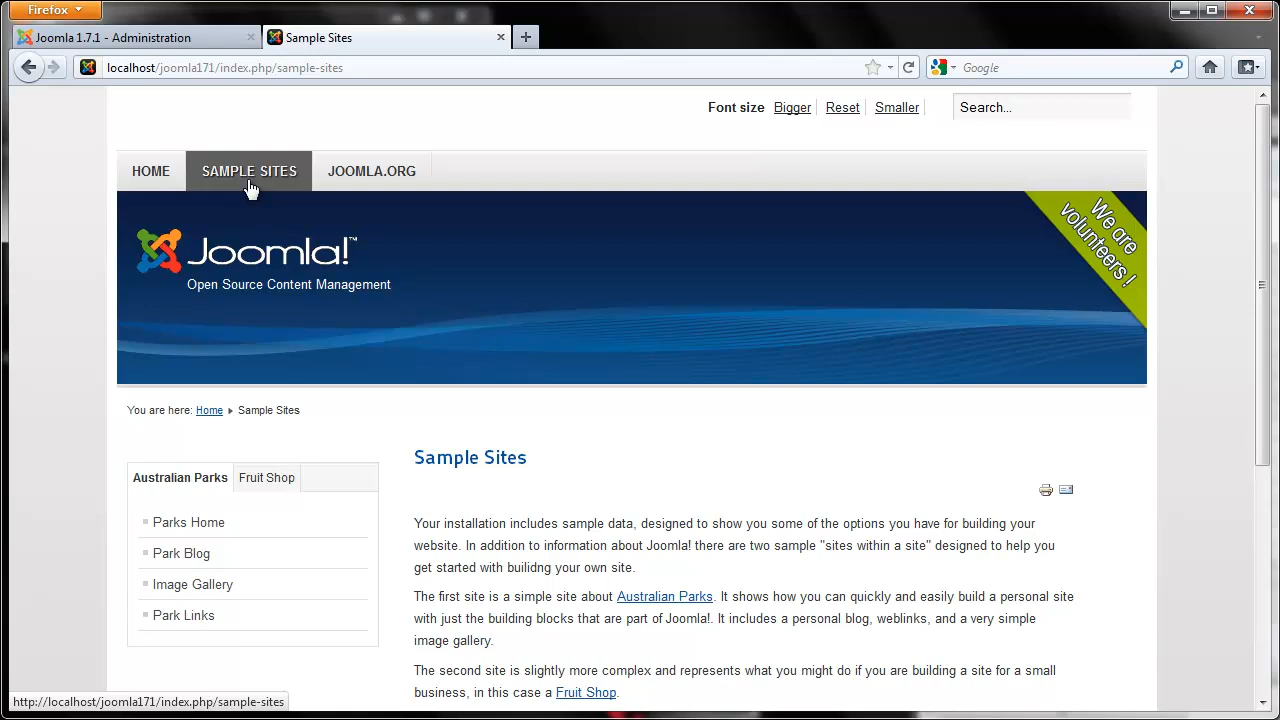 Firefox
Joomla 1.7.1 - Administration
Sample Sites
localhost/joomla171/index.php/sample-sites
Google
Font size Bigger Reset Smaller
Search...
HOME SAMPLE SITES JOOMLA.ORG
We are
volunteers!
Joomla!™
Open Source Content Management
You are here: Home Sample Sites
Australian Parks Fruit Shop
Parks Home
Park Blog
Image Gallery
Park Links
Sample Sites
Your installation includes sample data, designed to show you some of the options you have for building your
website. In addition to information about Joomla! there are two sample "sites within a site" designed to help you
get started with builidng your own site.
The first site is a simple site about Australian Parks. It shows how you can quickly and easily build a personal site
with just the building blocks that are part of Joomla!. It includes a personal blog, weblinks, and a very simple
image gallery.
The second site is slightly more complex and represents what you might do if you are building a site for a small
business, in this case a Fruit Shop.
http://localhost/joomla171/index.php/sample-sites